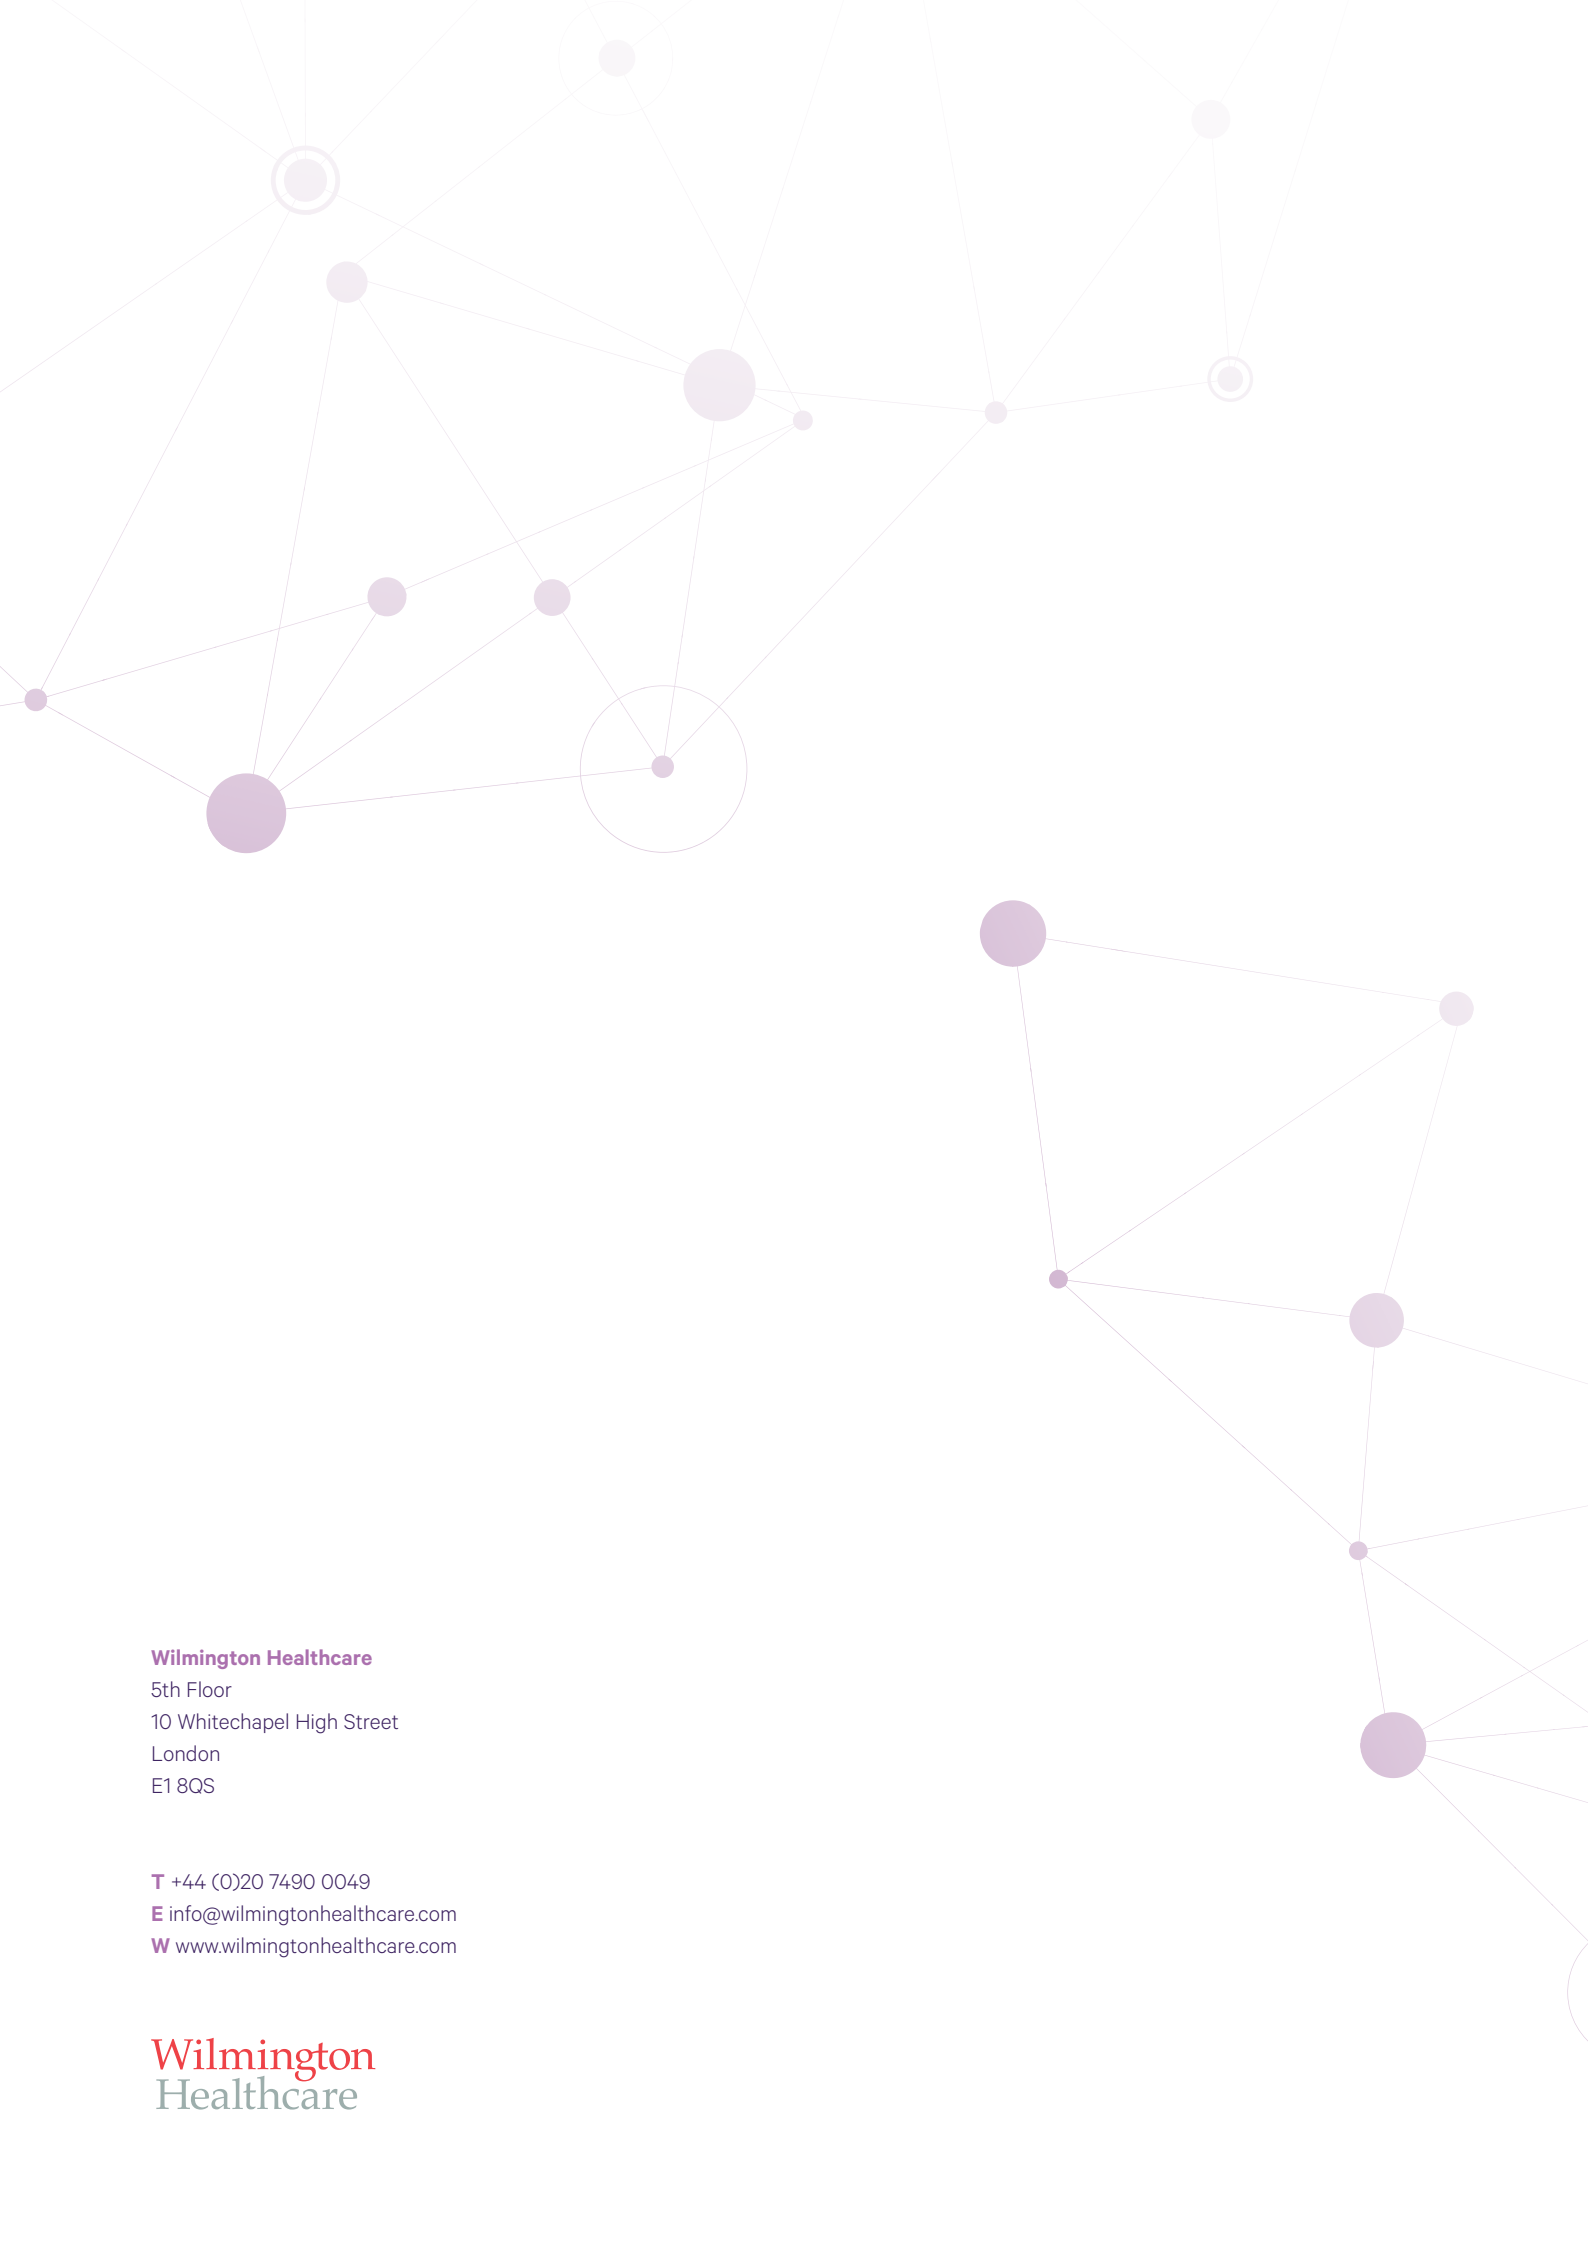 Wilmington Healthcare
5th Floor
10 Whitechapel High Street
London
E1 8QS
T +44 (0)20 7490 0049
E info@wilmingtonhealthcare.com
W www.wilmingtonhealthcare.com
Wilmington
Healthcare